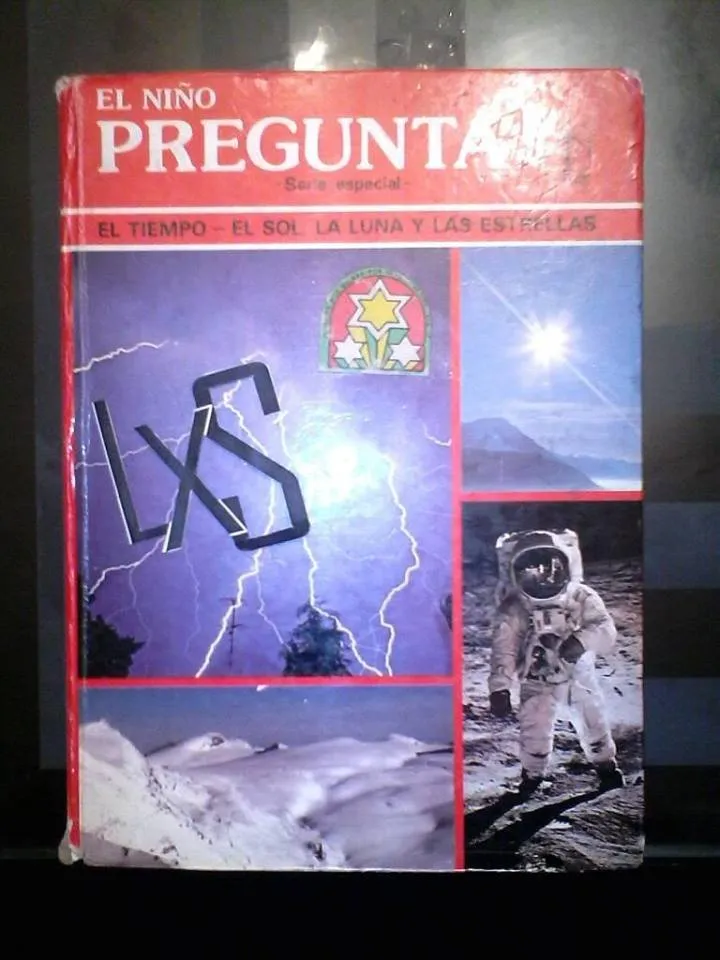 EL NIÑO
PREGUNTA
- Serie especial -
EL TIEMPO - EL SOL, LA LUNA Y LAS ESTRELLAS
LXS